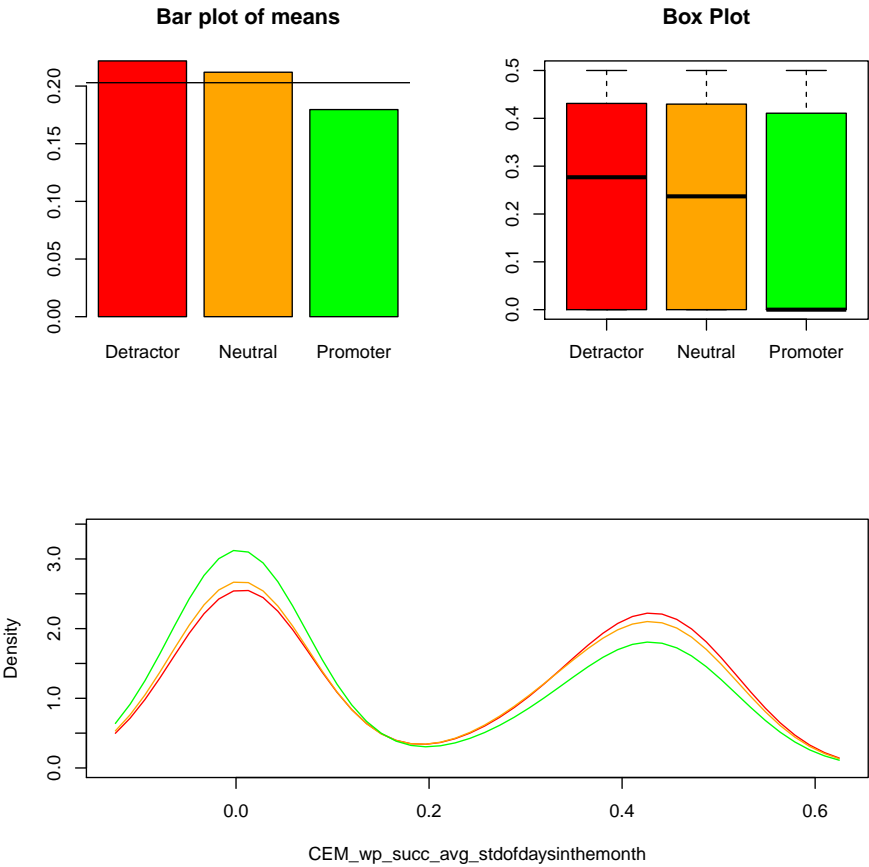 Bar plot of means
0.20
0.15
0.10
0.05
0.00
Detractor Neutral Promoter
Box Plot
0.5
0.4
0.3
0.2
0.1
0.0
Detractor Neutral Promoter
Density
3.0
2.0
1.0
0.0
0.0 0.2 0.4 0.6
CEM_wp_succ_avg_stdofdaysinthemonth